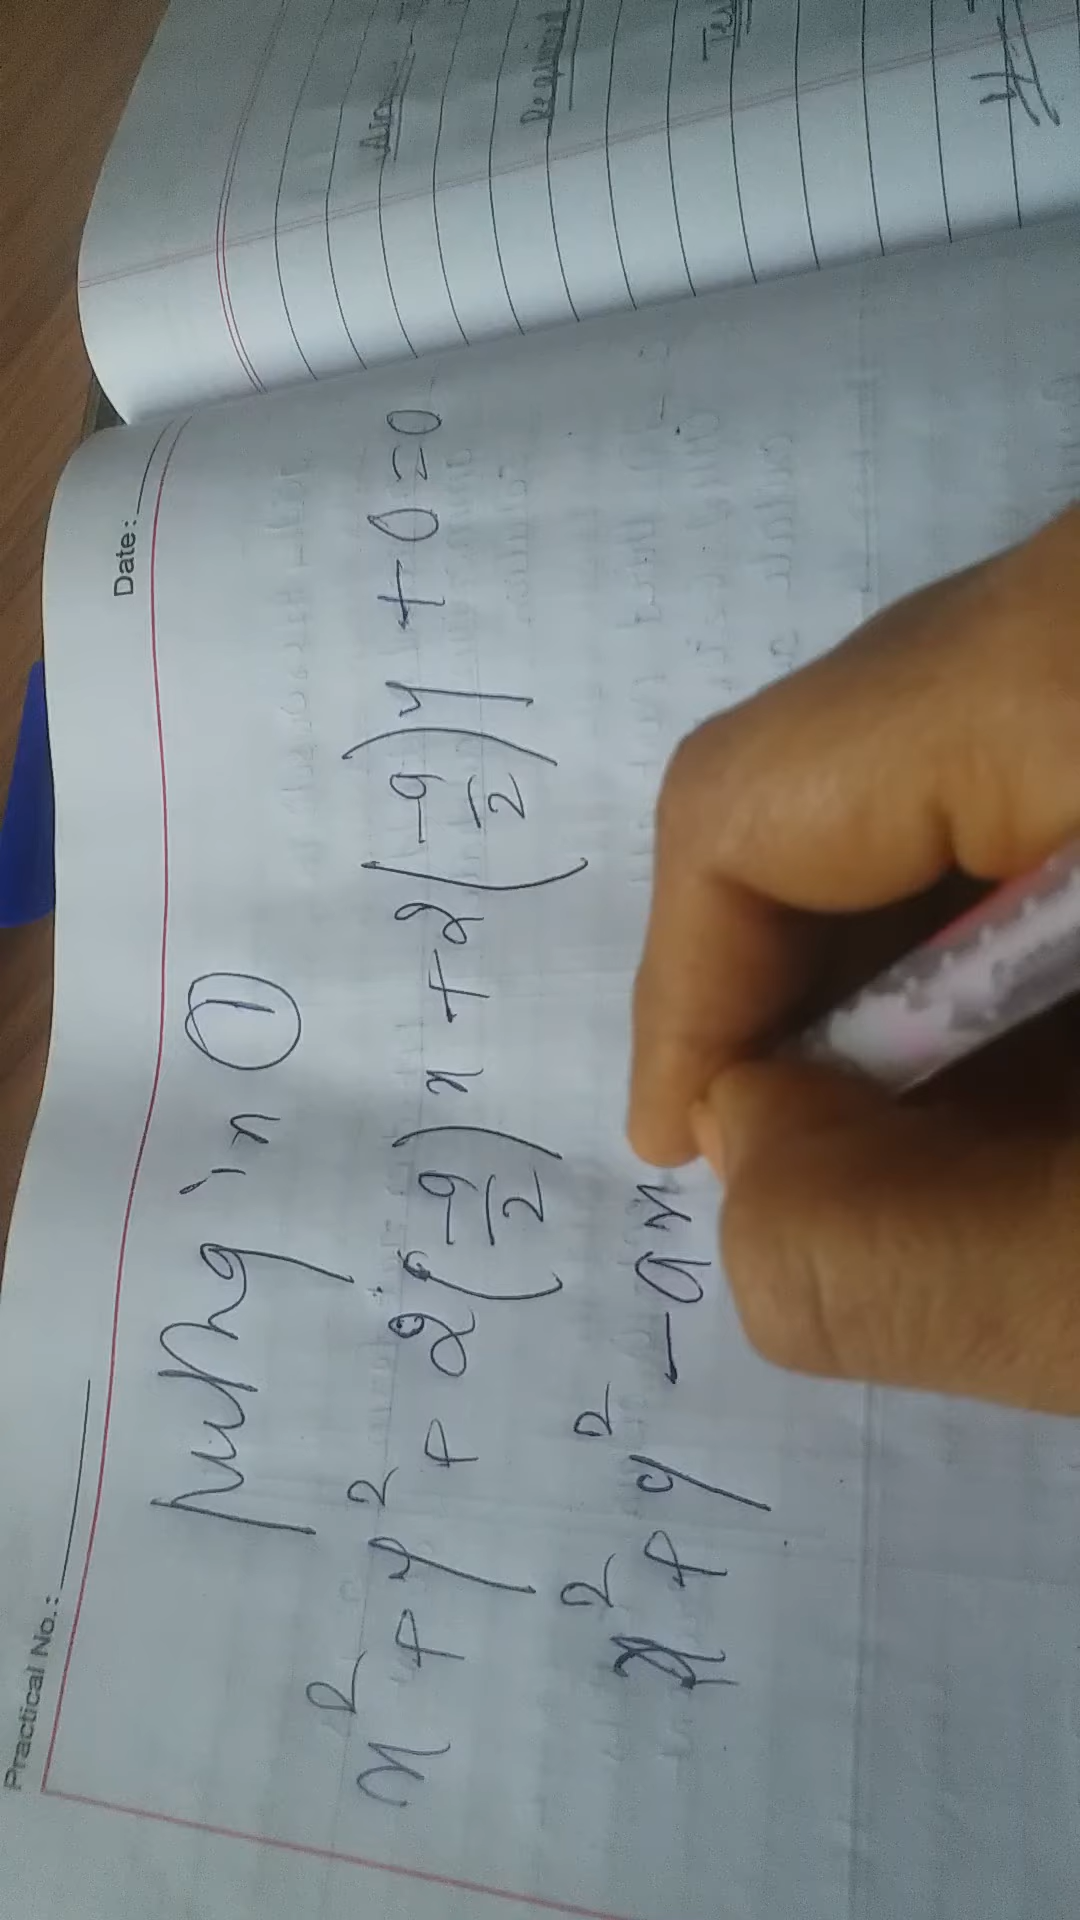 Practical No.:
Date:
putting in ①
x² + y² + 2(-9/2)x + 2(-9/2)y + 0 = 0
x² + y² - 9x